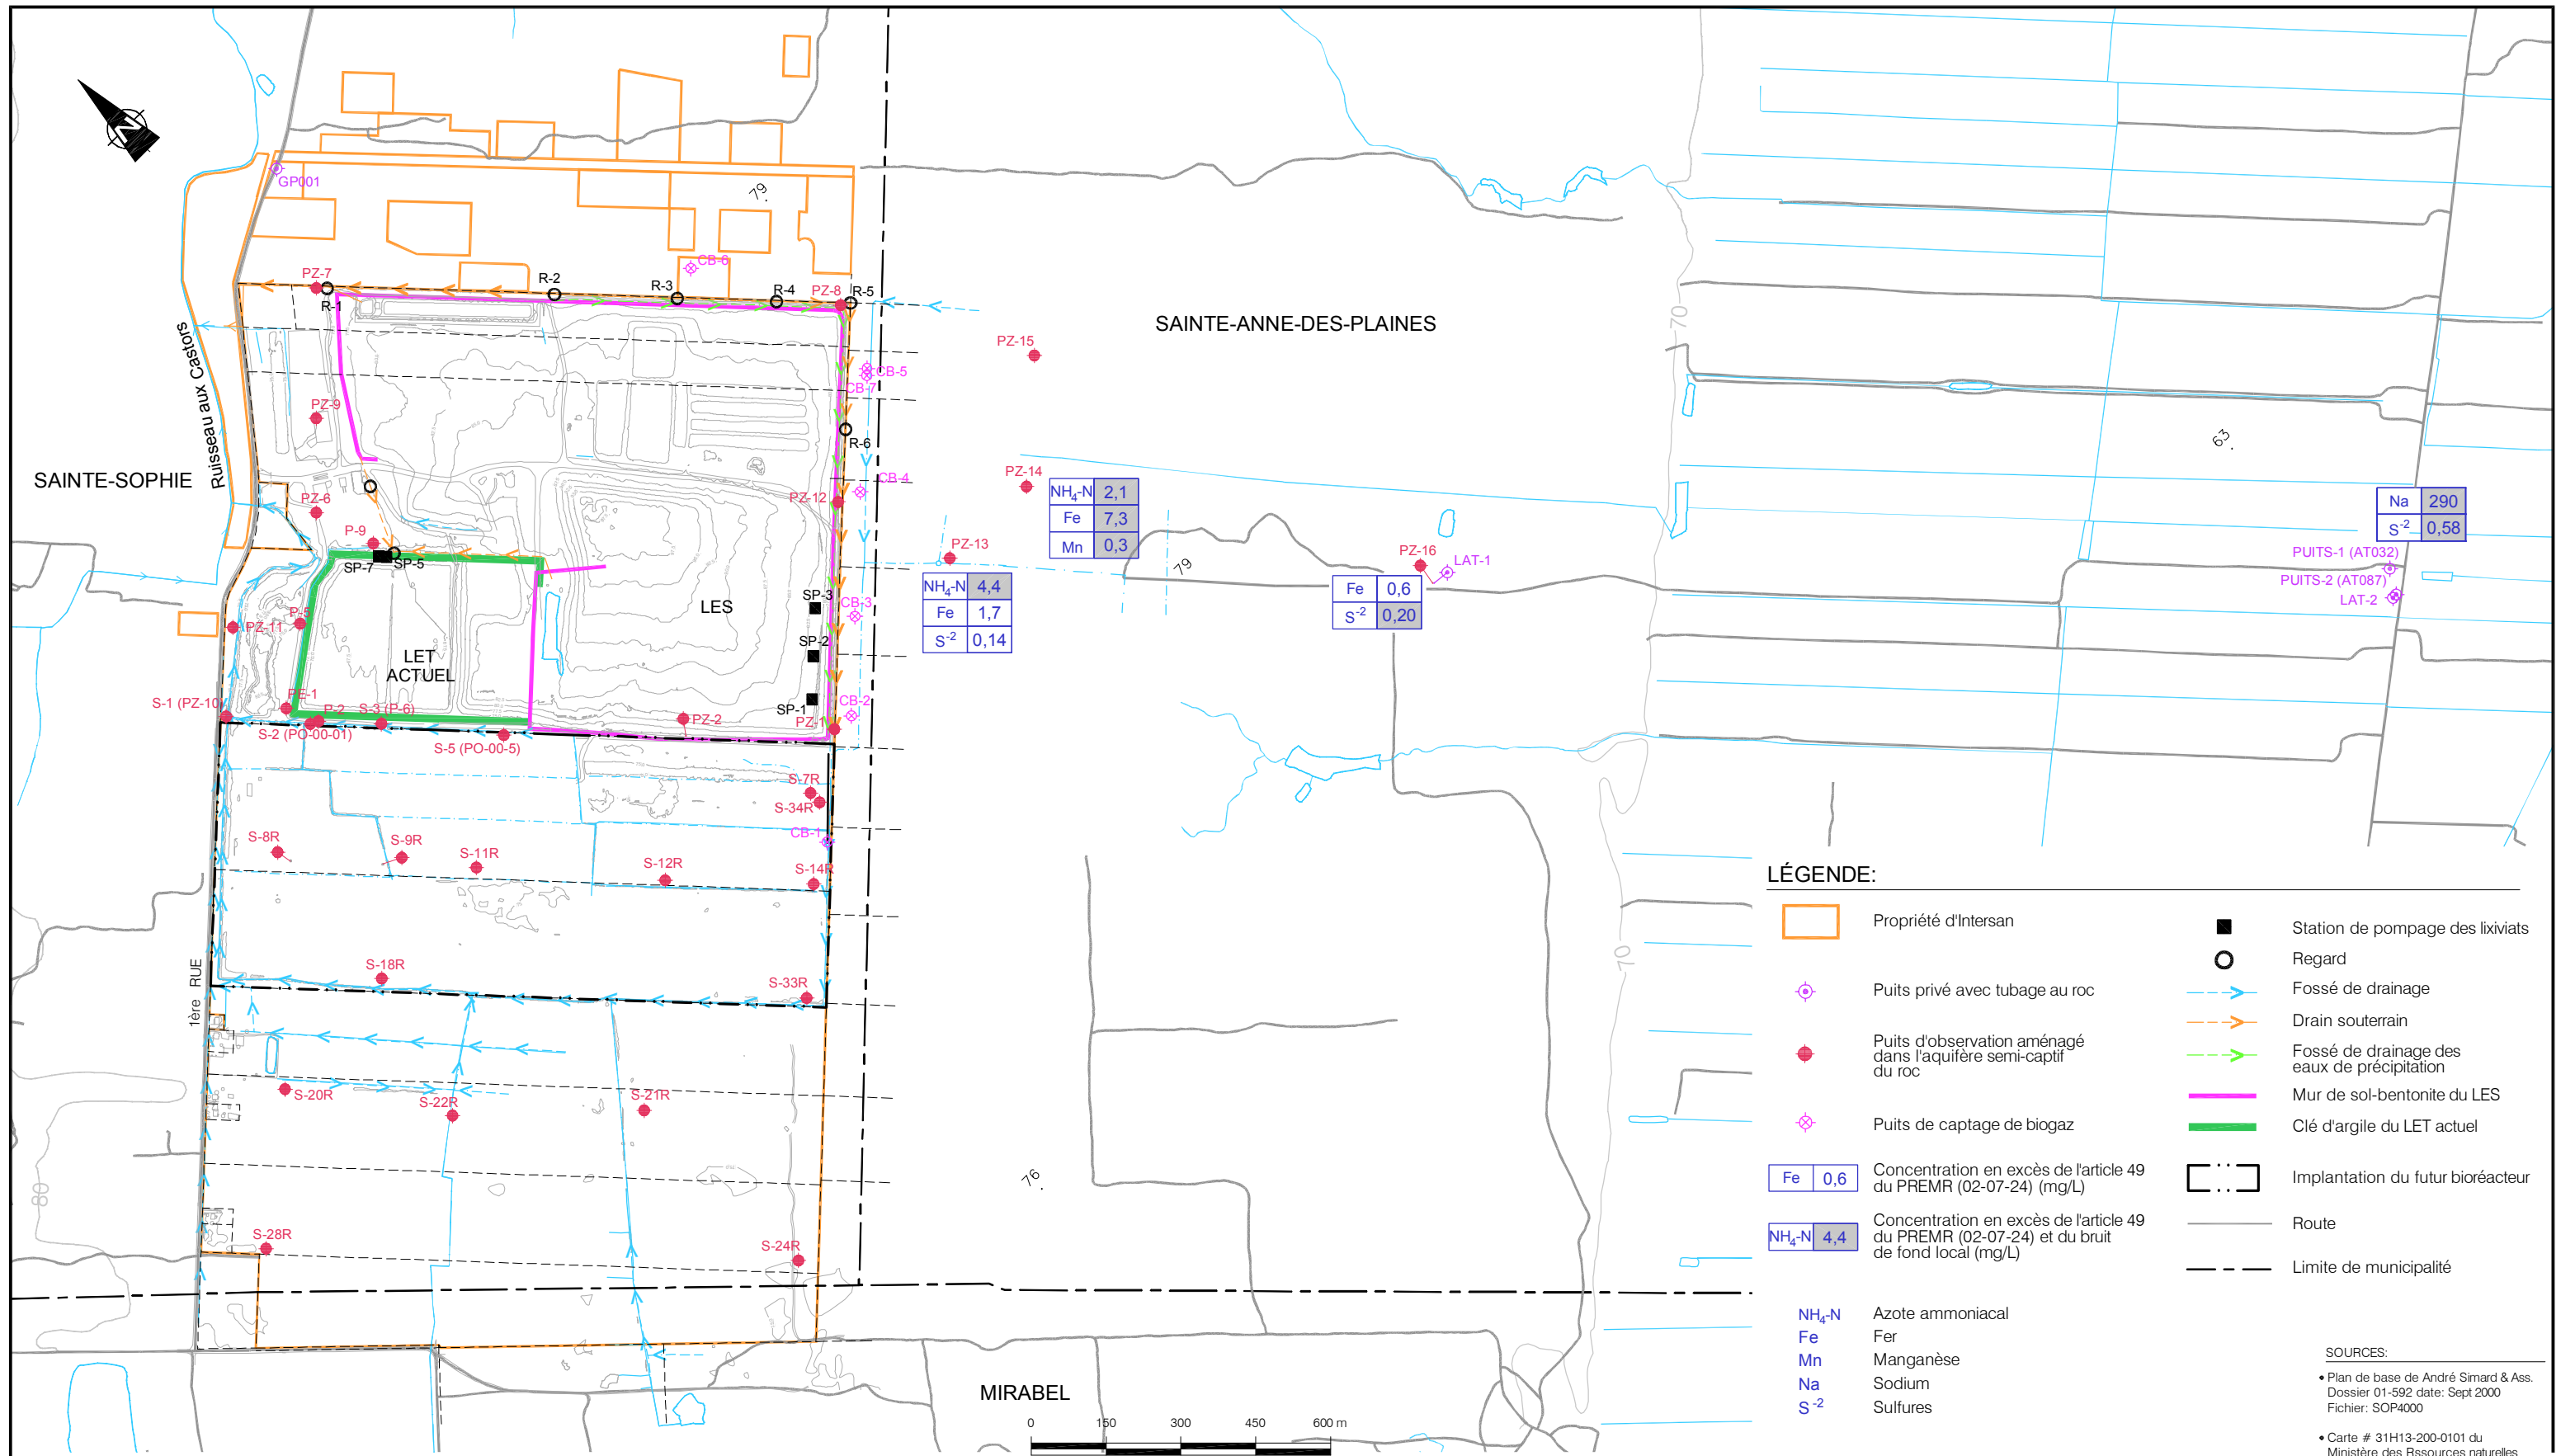 N
GP001
79
CB-6
PZ-7
R-1
R-2
R-3
R-4
PZ-8
R-5
SAINTE-ANNE-DES-PLAINES
Ruisseau aux Castors
PZ-15
CB-5
CB-7
PZ-9
R-6
70
63
SAINTE-SOPHIE
PZ-6
CB-4
PZ-12
PZ-14
NH4-N 2,1
Fe 7,3
Mn 0,3
Na 290
S-2 0,58
P-9
SP-7
SP-5
PZ-13
NH4-N 4,4
Fe 1,7
S-2 0,14
79
PZ-16
LAT-1
Fe 0,6
S-2 0,20
PUITS-1 (AT032)
PUITS-2 (AT087)
LAT-2
P-5
PZ-11
LES
SP-3
CB-3
SP-2
LET
ACTUEL
S-1 (PZ-10)
PE-1
P-2
S-3 (P-6)
S-2 (PO-00-01)
S-5 (PO-00-5)
PZ-2
SP-1
PZ-1
CB-2
S-7R
S-34R
CB-1
S-8R
S-9R
S-11R
S-12R
S-14R
1ère RUE
S-18R
S-33R
70
S-20R
S-22R
S-21R
76
80
S-28R
S-24R
MIRABEL
0 150 300 450 600 m
LÉGENDE:
Propriété d'Intersan
Puits privé avec tubage au roc
Puits d'observation aménagé
dans l'aquifère semi-captif
du roc
Puits de captage de biogaz
Fe 0,6
Concentration en excès de l'article 49
du PREMR (02-07-24) (mg/L)
NH4-N 4,4
Concentration en excès de l'article 49
du PREMR (02-07-24) et du bruit
de fond local (mg/L)
NH4-N Azote ammoniacal
Fe Fer
Mn Manganèse
Na Sodium
S-2 Sulfures
Station de pompage des lixiviats
Regard
Fossé de drainage
Drain souterrain
Fossé de drainage des
eaux de précipitation
Mur de sol-bentonite du LES
Clé d'argile du LET actuel
Implantation du futur bioréacteur
Route
Limite de municipalité
SOURCES:
Plan de base de André Simard & Ass.
Dossier 01-592 date: Sept 2000
Fichier: SOP4000
Carte # 31H13-200-0101 du
Ministère des Rssources naturelles